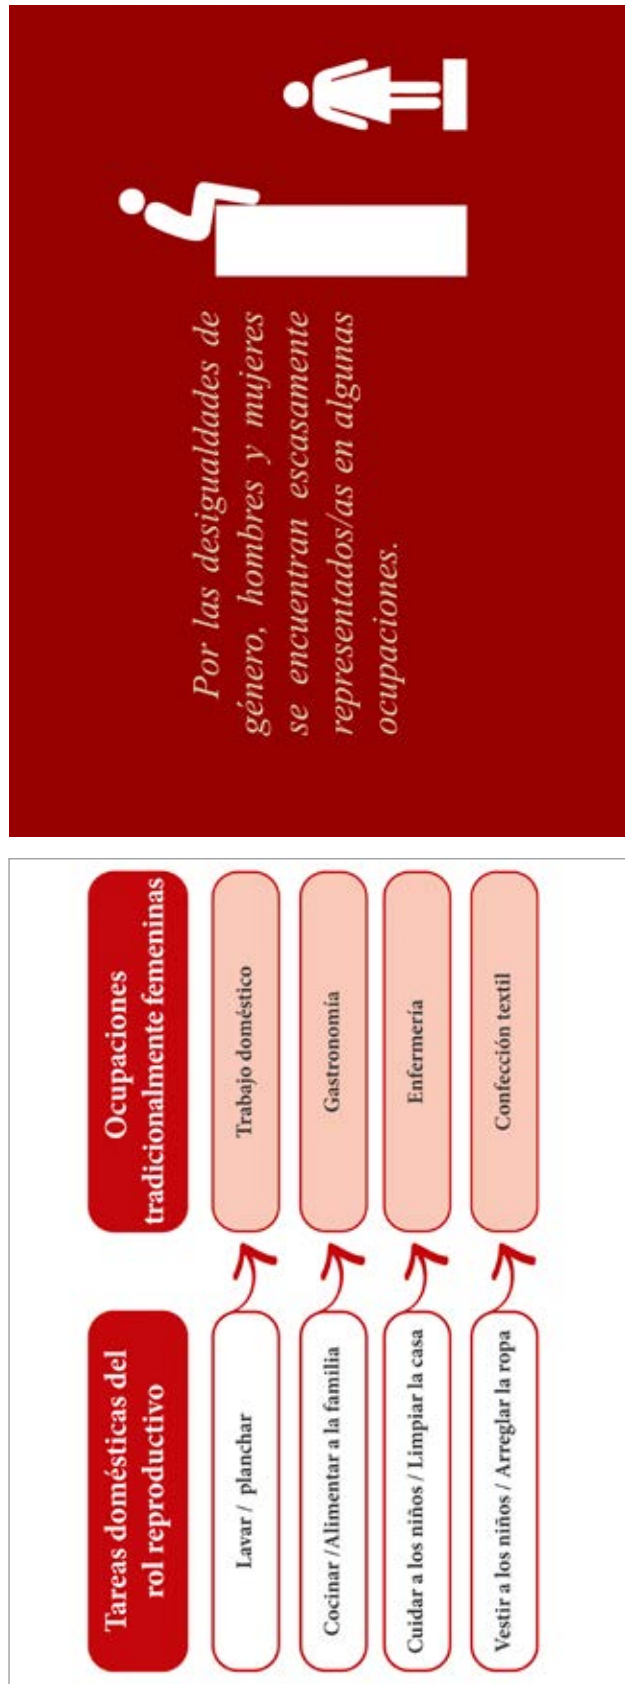 Por las desigualdades de
género, hombres y mujeres
se encuentran escasamente
representados/as en algunas
ocupaciones.
Tareas domésticas del
rol reproductivo
Ocupaciones
tradicionalmente femeninas
Lavar / planchar
Trabajo doméstico
Cocinar /Alimentar a la familia
Gastronomía
Cuidar a los niños / Limpiar la casa
Enfermería
Vestir a los niños / Arreglar la ropa
Confección textil